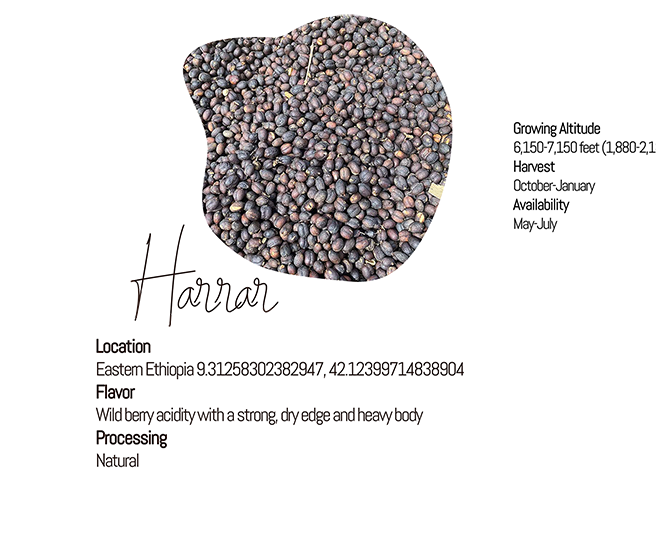 Growing Altitude
6,150-7,150 feet (1,880-2,1
Harvest
October-January
Availability
May-July
Harrar
Location
Eastern Ethiopia 9.31258302382947, 42.12399714838904
Flavor
Wild berry acidity with a strong, dry edge and heavy body
Processing
Natural